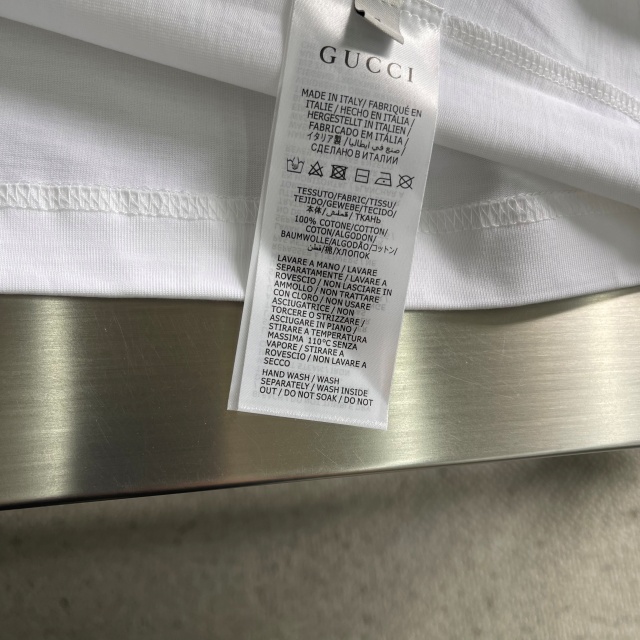 GUCCI
MADE IN ITALY/ FABRIQUÉ EN
ITALIE / HECHO EN ITALIA/
HERGESTELLT IN ITALIEN/
FABRICADO EM ITALIA/
イタリア製 / صنع في ايطاليا/
СДЕЛАНО В ИТАЛИИ
TESSUTO/FABRIC/TISSU/
TEJIDO/GEWEBE/TECIDO/
本体/ قماش/ ТКАНЬ
100% COTONE/COTTON/
COTON/ALGODON/
BAUMWOLLE/ALGODÃO/コットン/
قطن/棉/ХЛОПОК
LAVARE A MANO / LAVARE
SEPARATAMENTE / LAVARE A
ROVESCIO / NON LASCIARE IN
AMMOLLO / NON TRATTARE
CON CLORO / NON USARE
ASCIUGATRICE / NON
TORCERE O STRIZZARE /
ASCIUGARE IN PIANO /
STIRARE A TEMPERATURA
MASSIMA 110°C SENZA
VAPORE / STIRARE A
ROVESCIO / NON LAVARE A
SECCO
HAND WASH / WASH
SEPARATELY / WASH INSIDE
OUT / DO NOT SOAK / DO NOT